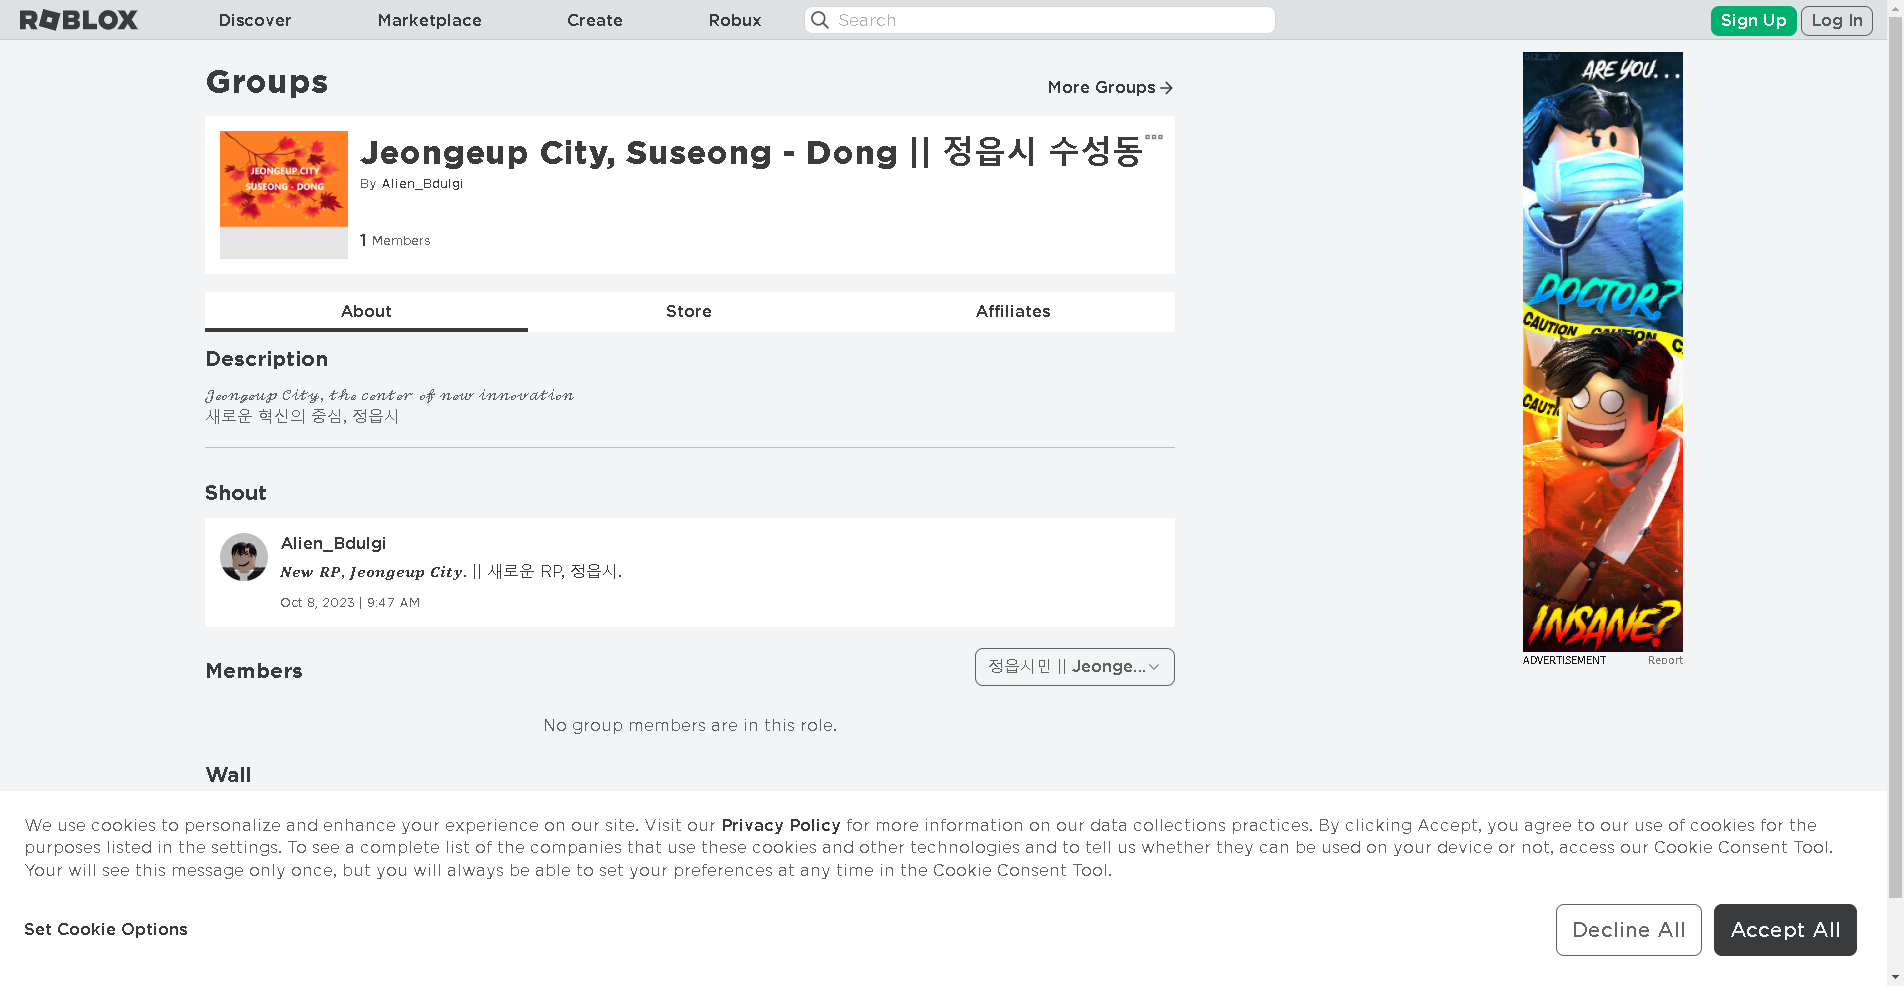 ROBLOX
Discover
Marketplace
Create
Robux
Search
Sign Up
Log In
Groups
More Groups
JEONGEUP CITY
SUSEONG - DONG
Jeongeup City, Suseong - Dong || 정읍시 수성동
By Alien_Bdulgi
1 Members
About
Store
Affiliates
Description
Jeongeup City, the center of new innovation
새로운 혁신의 중심, 정읍시
Shout
Alien_Bdulgi
New RP, Jeongeup City. || 새로운 RP, 정읍시.
Oct 8, 2023 | 9:47 AM
Members
정읍시민 || Jeonge...
No group members are in this role.
Wall
ARE YOU...
DOCTOR?
CAUTION CAUTION C
CAUTI
INSANE?
ADVERTISEMENT
Report
We use cookies to personalize and enhance your experience on our site. Visit our Privacy Policy for more information on our data collections practices. By clicking Accept, you agree to our use of cookies for the
purposes listed in the settings. To see a complete list of the companies that use these cookies and other technologies and to tell us whether they can be used on your device or not, access our Cookie Consent Tool.
Your will see this message only once, but you will always be able to set your preferences at any time in the Cookie Consent Tool.
Set Cookie Options
Decline All
Accept All